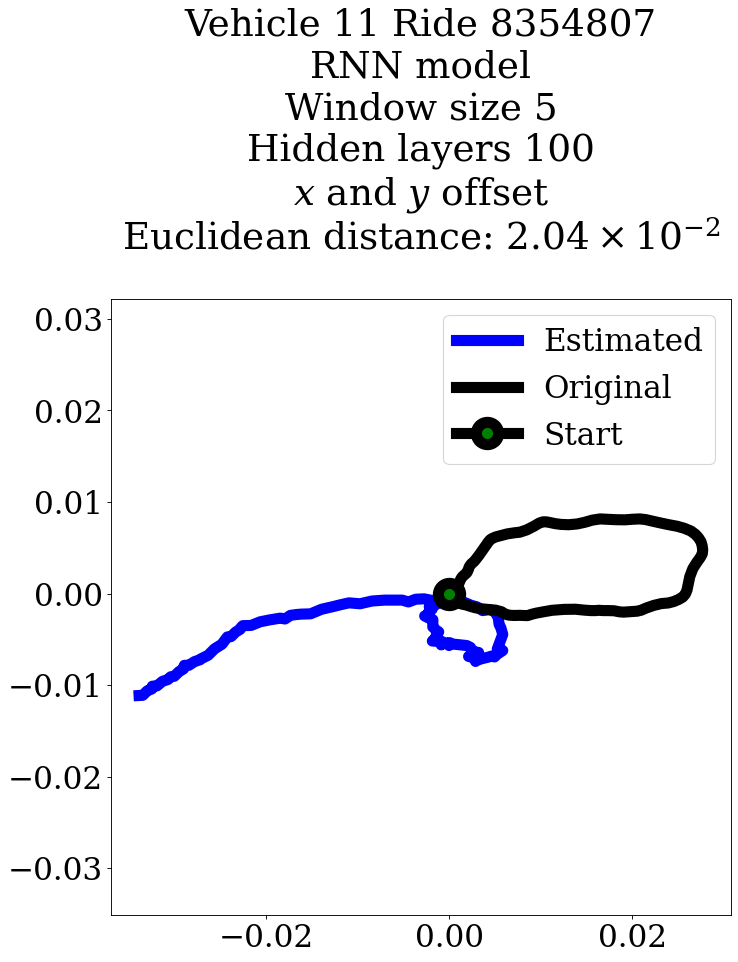 Vehicle 11 Ride 8354807
RNN model
Window size 5
Hidden layers 100
x and y offset
Euclidean distance: 2.04 × 10⁻²
Estimated
Original
Start
0.03
0.02
0.01
0.00
−0.01
−0.02
−0.03
−0.02 0.00 0.02